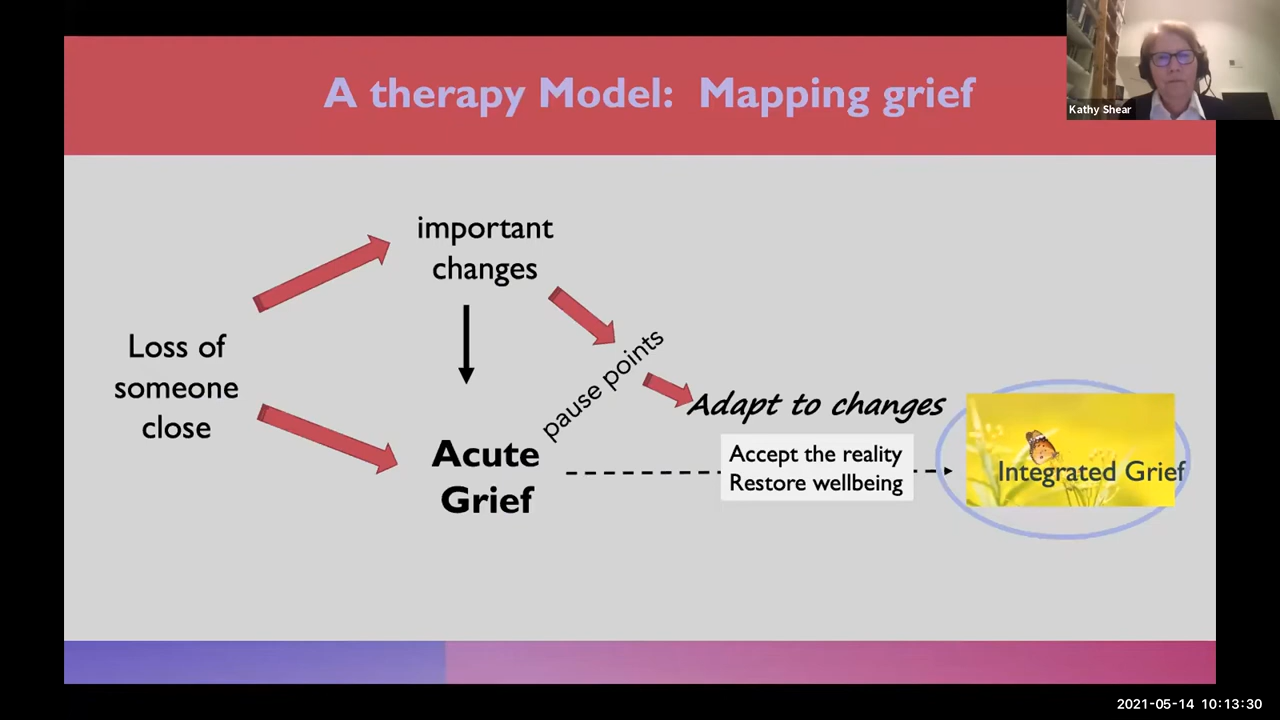 A therapy Model: Mapping grief
Kathy Shear
important
changes
Loss of
someone
close
pause points
Adapt to changes
Acute
Grief
Accept the reality
Restore wellbeing
Integrated Grief
2021-05-14 10:13:30